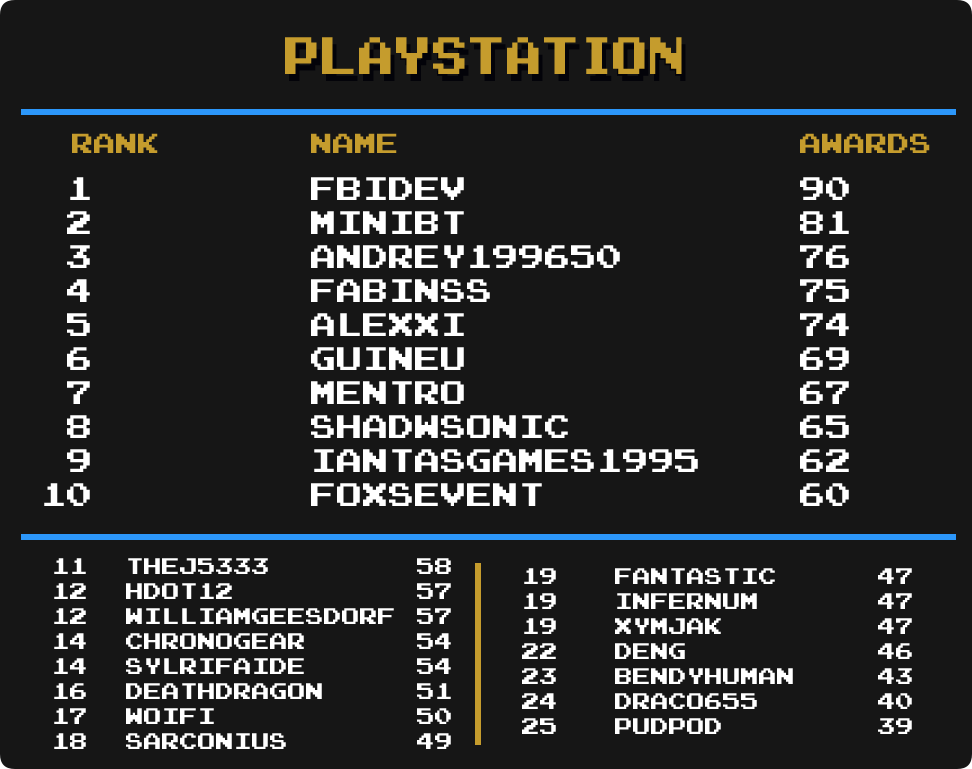 PLAYSTATION
RANK NAME AWARDS
1 FBIDEV 90
2 MINIBT 81
3 ANDREY199650 76
4 FABINSS 75
5 ALEXXI 74
6 GUINEU 69
7 MENTRO 67
8 SHADWSONIC 65
9 IANTASGAMES1995 62
10 FOXSEVENT 60
11 THEJ5333 58
12 HDOT12 57
12 WILLIAMGEESDORF 57
14 CHRONOGEAR 54
14 SYLRIFAIDE 54
16 DEATHDRAGON 51
17 WOIFI 50
18 SARCONIUS 49
19 FANTASTIC 47
19 INFERNUM 47
19 XYMJAK 47
22 DENG 46
23 BENDYHUMAN 43
24 DRACO655 40
25 PUDPOD 39